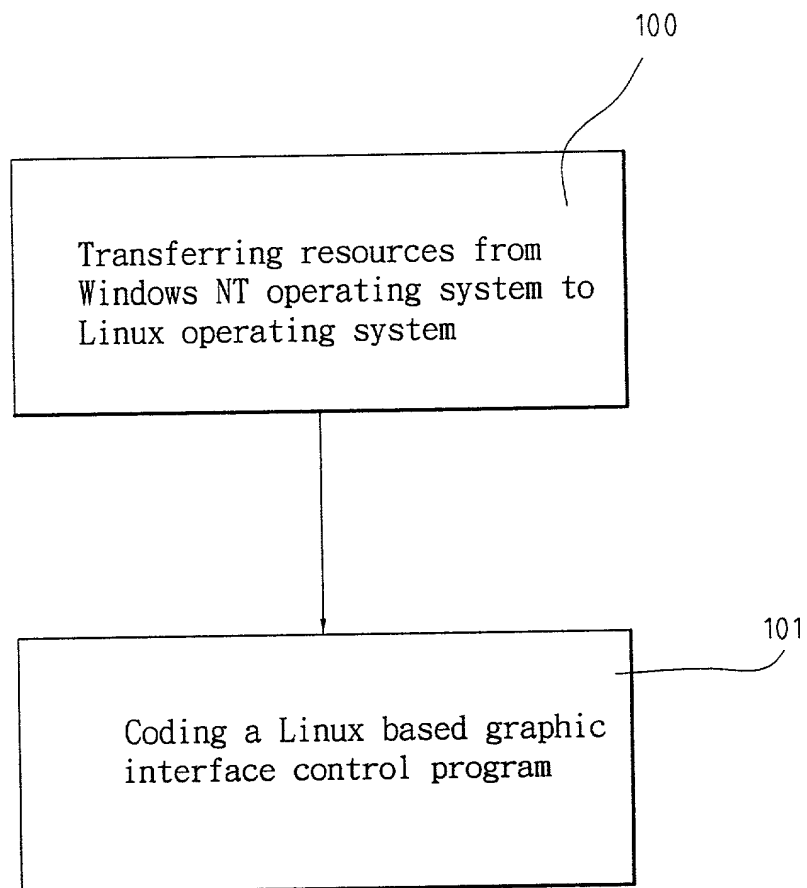 100
Transferring resources from
Windows NT operating system to
Linux operating system
101
Coding a Linux based graphic
interface control program